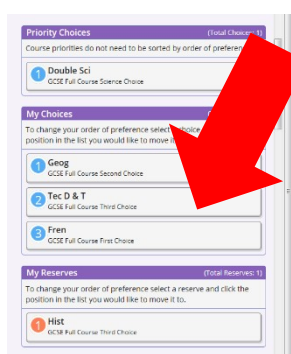 Priority Choices (Total Choices: 1)
Course priorities do not need to be sorted by order of
1 Double Sci
GCSE Full Course Science Choice
My Choices
To change your order of preference select
position in the list you would like to move
1 Geog
GCSE Full Course Second Choice
2 Tec D & T
GCSE Full Course Third Choice
3 Fren
GCSE Full Course First Choice
My Reserves (Total Reserves: 1)
To change your order of preference select a reserve and click the
position in the list you would like to move it to.
1 Hist
GCSE Full Course Third Choice